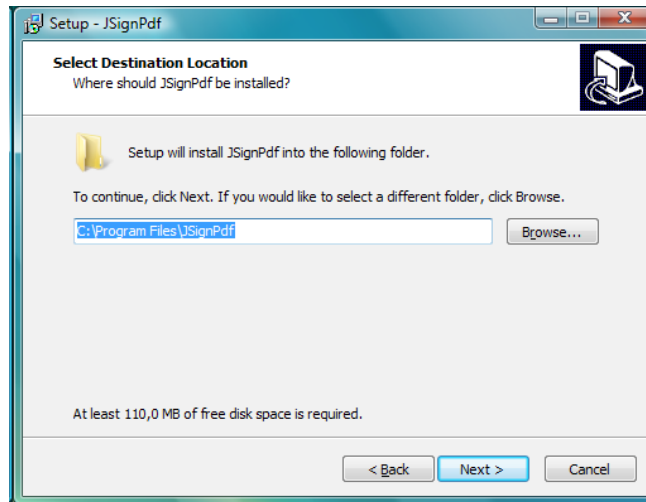 Setup - JSignPdf
Select Destination Location
Where should JSignPdf be installed?
Setup will install JSignPdf into the following folder.
To continue, click Next. If you would like to select a different folder, click Browse.
C:\Program Files\JSignPdf
Browse...
At least 110,0 MB of free disk space is required.
< Back
Next >
Cancel